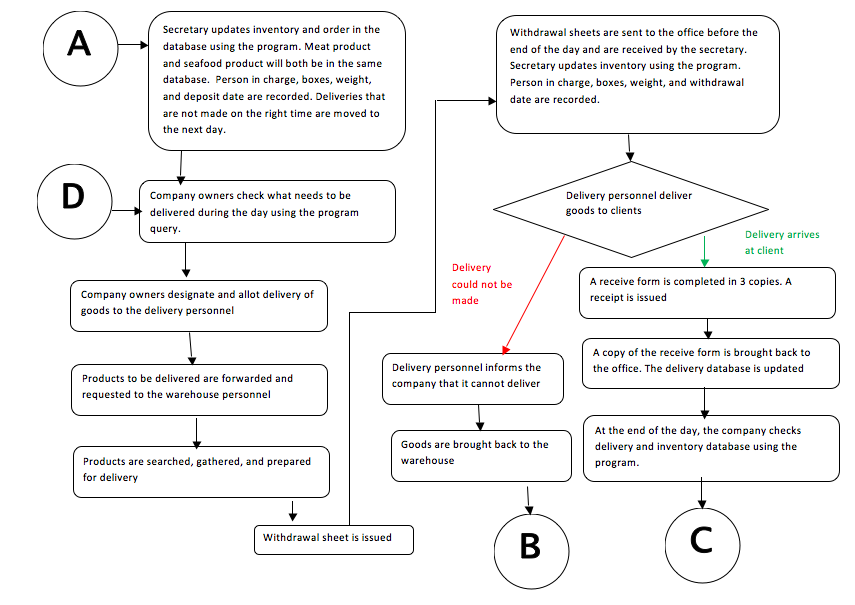 A
Secretary updates inventory and order in the
database using the program. Meat product
and seafood product will both be in the same
database.  Person in charge, boxes, weight,
and deposit date are recorded. Deliveries that
are not made on the right time are moved to
the next day.
D
Company owners check what needs to be
delivered during the day using the program
query.
Company owners designate and allot delivery of
goods to the delivery personnel
Products to be delivered are forwarded and
requested to the warehouse personnel
Products are searched, gathered, and prepared
for delivery
Withdrawal sheet is issued
Withdrawal sheets are sent to the office before the
end of the day and are received by the secretary.
Secretary updates inventory using the program.
Person in charge, boxes, weight, and withdrawal
date are recorded.
Delivery personnel deliver
goods to clients
Delivery
could not be
made
Delivery personnel informs the
company that it cannot deliver
Goods are brought back to the
warehouse
B
Delivery arrives
at client
A receive form is completed in 3 copies. A
receipt is issued
A copy of the receive form is brought back to
the office. The delivery database is updated
At the end of the day, the company checks
delivery and inventory database using the
program.
C